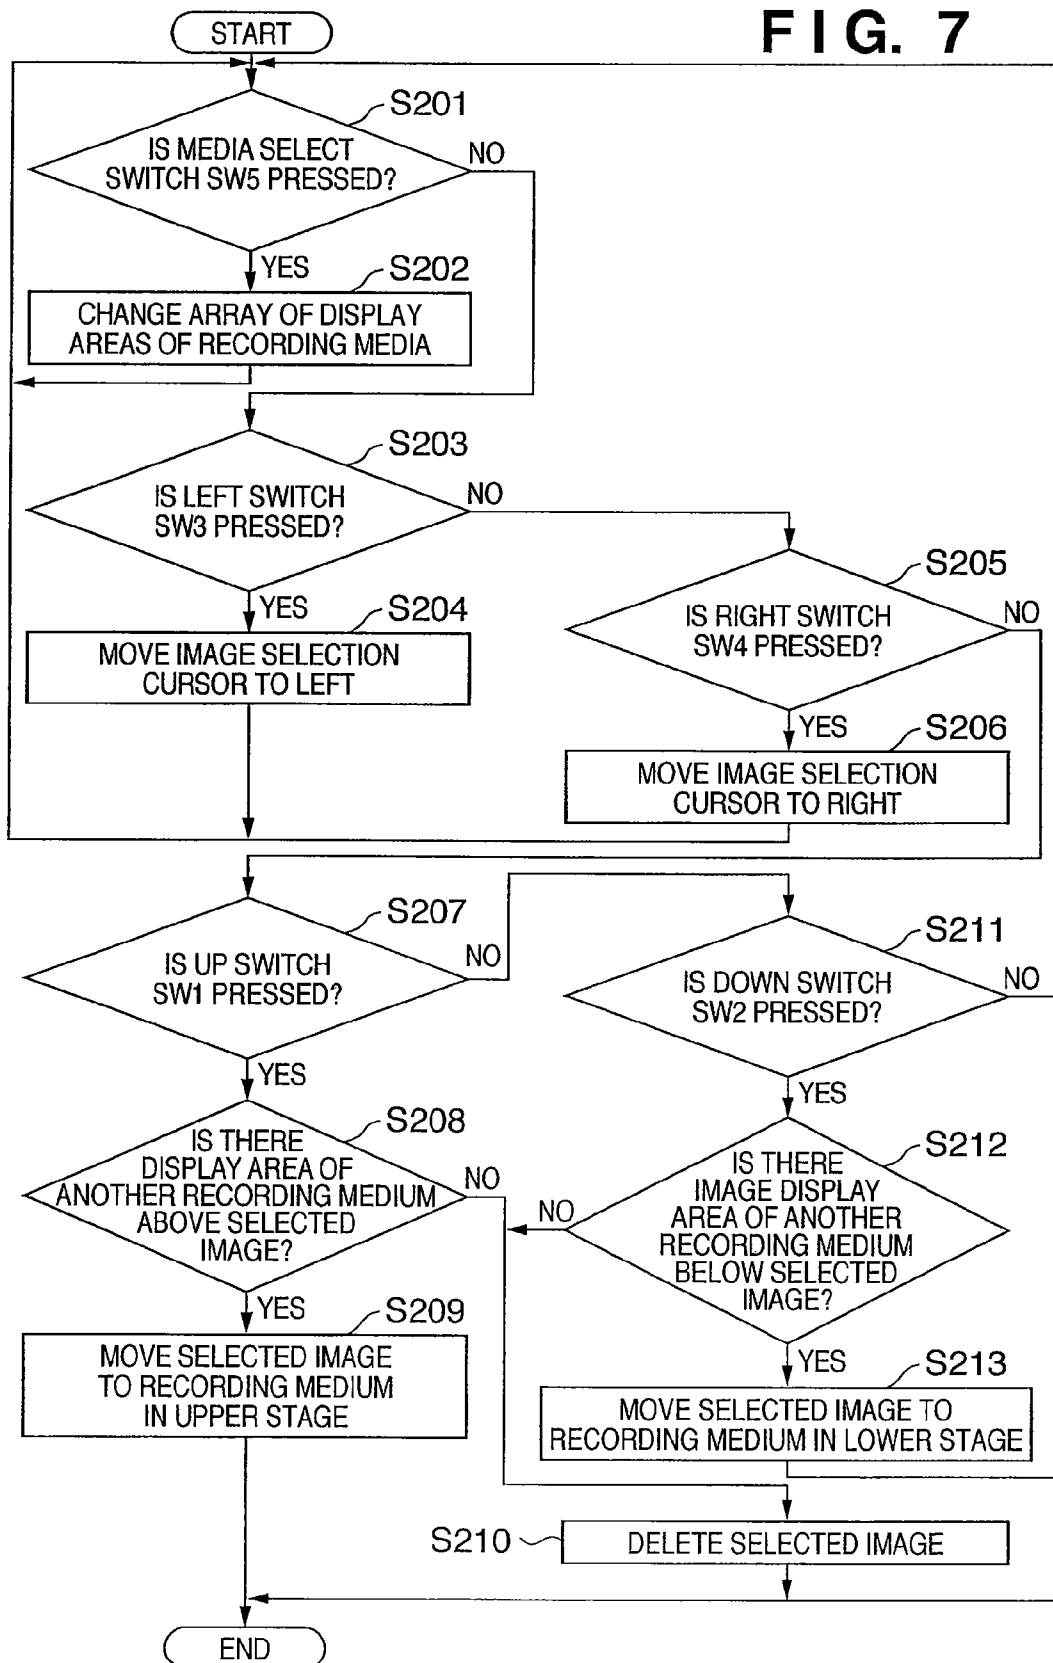 FIG. 7
START
S201
IS MEDIA SELECT
SWITCH SW5 PRESSED?
NO
YES
S202
CHANGE ARRAY OF DISPLAY
AREAS OF RECORDING MEDIA
S203
IS LEFT SWITCH
SW3 PRESSED?
NO
YES
S204
MOVE IMAGE SELECTION
CURSOR TO LEFT
S205
IS RIGHT SWITCH
SW4 PRESSED?
NO
YES
S206
MOVE IMAGE SELECTION
CURSOR TO RIGHT
S207
IS UP SWITCH
SW1 PRESSED?
NO
YES
S208
IS THERE
DISPLAY AREA OF
ANOTHER RECORDING MEDIUM
ABOVE SELECTED
IMAGE?
NO
YES
S209
MOVE SELECTED IMAGE
TO RECORDING MEDIUM
IN UPPER STAGE
S211
IS DOWN SWITCH
SW2 PRESSED?
NO
YES
S212
IS THERE
IMAGE DISPLAY
AREA OF ANOTHER
RECORDING MEDIUM
BELOW SELECTED
IMAGE?
NO
YES
S213
MOVE SELECTED IMAGE TO
RECORDING MEDIUM IN LOWER STAGE
S210
DELETE SELECTED IMAGE
END